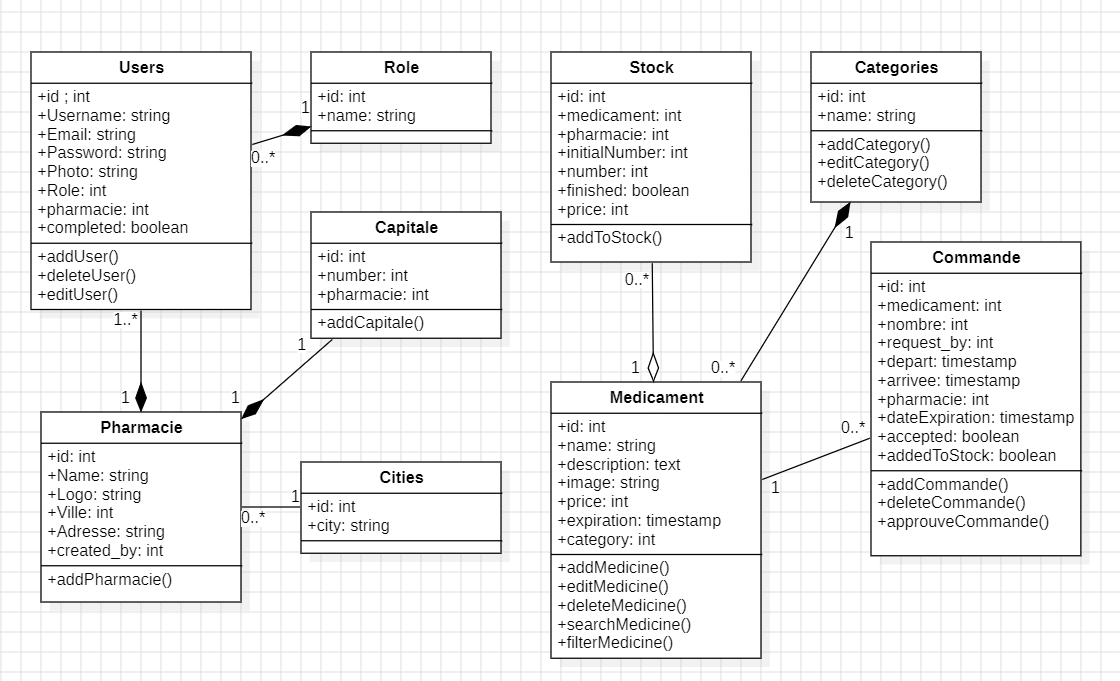 Users
+id ; int
+Username: string
+Email: string
+Password: string
+Photo: string
+Role: int
+pharmacie: int
+completed: boolean
+addUser()
+deleteUser()
+editUser()
Role
+id: int
+name: string
1
0..*
Capitale
+id: int
+number: int
+pharmacie: int
+addCapitale()
1..*
1
1
1
Pharmacie
+id: int
+Name: string
+Logo: string
+Ville: int
+Adresse: string
+created_by: int
+addPharmacie()
1
0..*
Cities
+id: int
+city: string
Stock
+id: int
+medicament: int
+pharmacie: int
+initialNumber: int
+number: int
+finished: boolean
+price: int
+addToStock()
Categories
+id: int
+name: string
+addCategory()
+editCategory()
+deleteCategory()
1
0..*
1
0..*
Medicament
+id: int
+name: string
+description: text
+image: string
+price: int
+expiration: timestamp
+category: int
+addMedicine()
+editMedicine()
+deleteMedicine()
+searchMedicine()
+filterMedicine()
0..*
1
Commande
+id: int
+medicament: int
+nombre: int
+request_by: int
+depart: timestamp
+arrivee: timestamp
+pharmacie: int
+dateExpiration: timestamp
+accepted: boolean
+addedToStock: boolean
+addCommande()
+deleteCommande()
+approuveCommande()